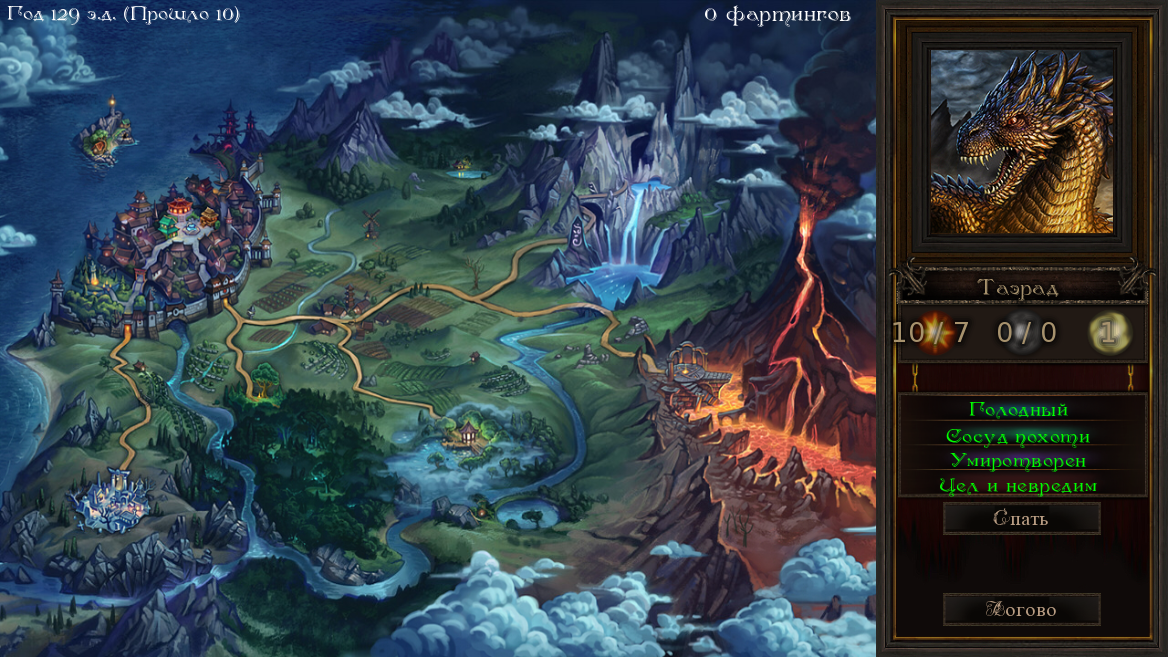 Год 129 э.д. (Прошло 10)
0 фартингов
Таэрад
10 / 7 0 / 0 1
Голодный
Сосуд похоти
Умиротворен
Цел и невредим
Спать
Логово